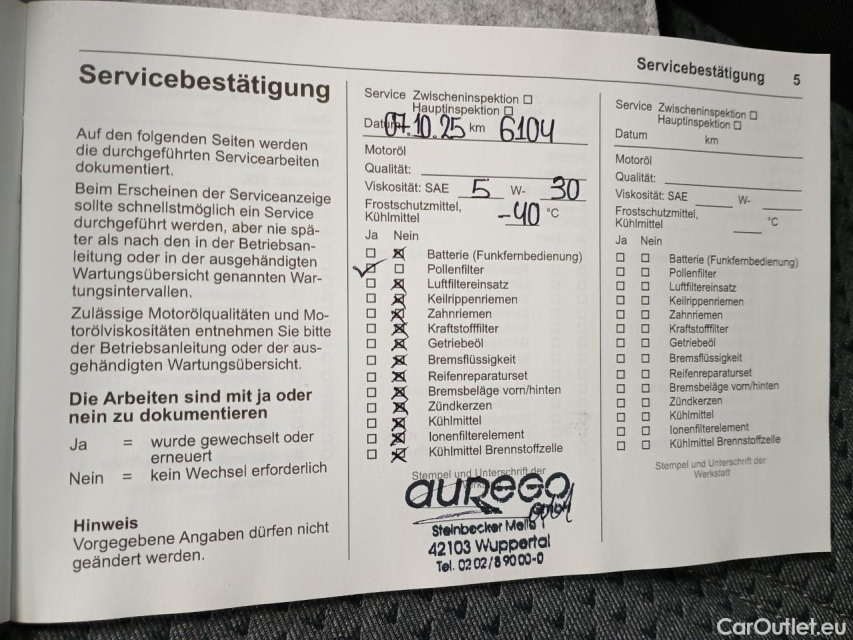 Servicebestätigung
Auf den folgenden Seiten werden
die durchgeführten Servicearbeiten
dokumentiert.
Beim Erscheinen der Serviceanzeige
sollte schnellstmöglich ein Service
durchgeführt werden, aber nie spä-
ter als nach den in der Betriebsan-
leitung oder in der ausgehändigten
Wartungsübersicht genannten War-
tungsintervallen.
Zulässige Motorölqualitäten und Mo-
torölviskositäten entnehmen Sie bitte
der Betriebsanleitung oder der aus-
gehändigten Wartungsübersicht.
Die Arbeiten sind mit ja oder
nein zu dokumentieren
Ja = wurde gewechselt oder
erneuert
Nein = kein Wechsel erforderlich
Hinweis
Vorgegebene Angaben dürfen nicht
geändert werden.
Service Zwischeninspektion
Hauptinspektion
Datum 07.10.25 km 6104
Motoröl
Qualität:
Viskosität: SAE 5 W- 30
Frostschutzmittel,
Kühlmittel -40 °C
Ja Nein
Batterie (Funkfernbedienung)
Pollenfilter
Luftfiltereinsatz
Keilrippenriemen
Zahnriemen
Kraftstofffilter
Getriebeöl
Bremsflüssigkeit
Reifenreparaturset
Bremsbeläge vorn/hinten
Zündkerzen
Kühlmittel
Ionenfilterelement
Kühlmittel Brennstoffzelle
Stempel und Unterschrift der
aurego
GmbH
Steinbecker Meile
42103 Wuppertal
Tel. 02 02 / 8 90 00-0
Servicebestätigung 5
Service Zwischeninspektion
Hauptinspektion
Datum km
Motoröl
Qualität:
Viskosität: SAE W-
Frostschutzmittel,
Kühlmittel °C
Ja Nein
Batterie (Funkfernbedienung)
Pollenfilter
Luftfiltereinsatz
Keilrippenriemen
Zahnriemen
Kraftstofffilter
Getriebeöl
Bremsflüssigkeit
Reifenreparaturset
Bremsbeläge vorn/hinten
Zündkerzen
Kühlmittel
Ionenfilterelement
Kühlmittel Brennstoffzelle
Stempel und Unterschrift der
Werkstatt
CarOutlet.eu